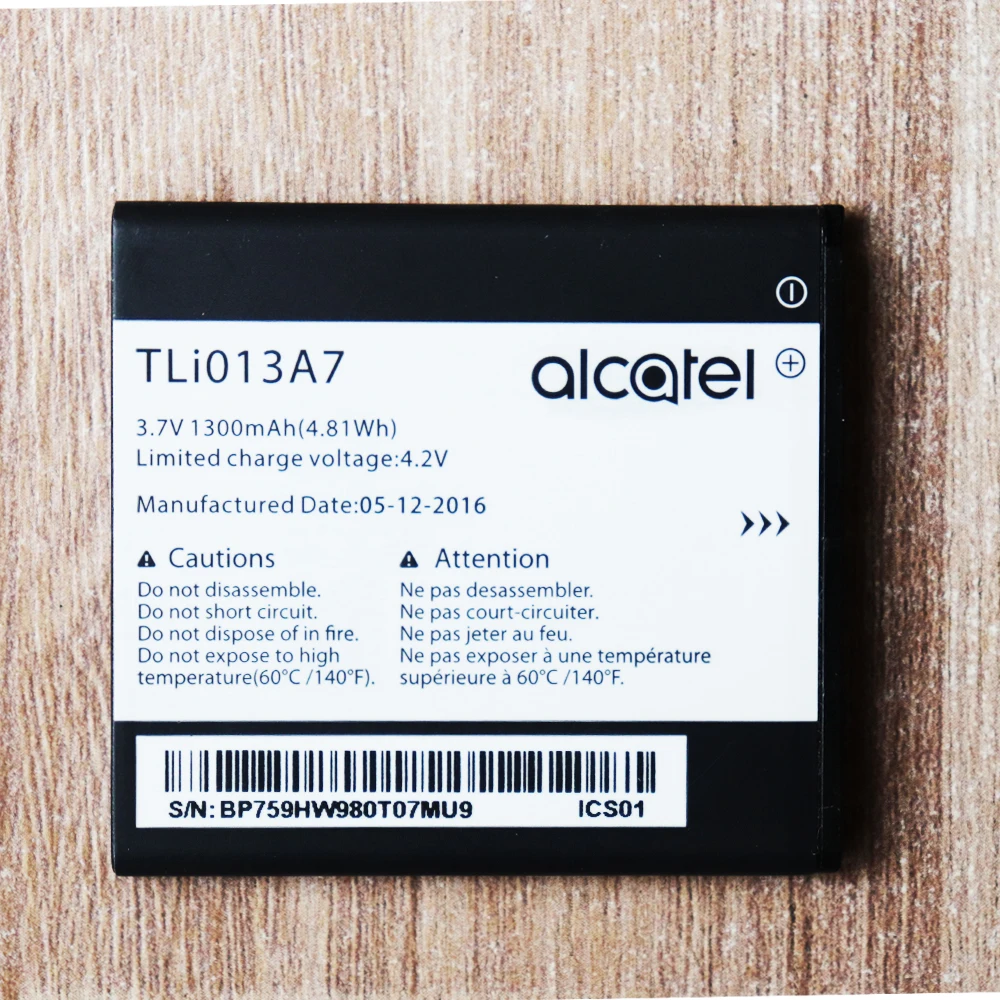 TLi013A7
alcatel
3.7V 1300mAh(4.81Wh)
Limited charge voltage:4.2V
Manufactured Date:05-12-2016
Cautions
Do not disassemble.
Do not short circuit.
Do not dispose of in fire.
Do not expose to high
temperature(60°C /140°F).
Attention
Ne pas desassembler.
Ne pas court-circuiter.
Ne pas jeter au feu.
Ne pas exposer à une température
supérieure à 60°C /140°F.
S/N: BP759HW980T07MU9
ICS01